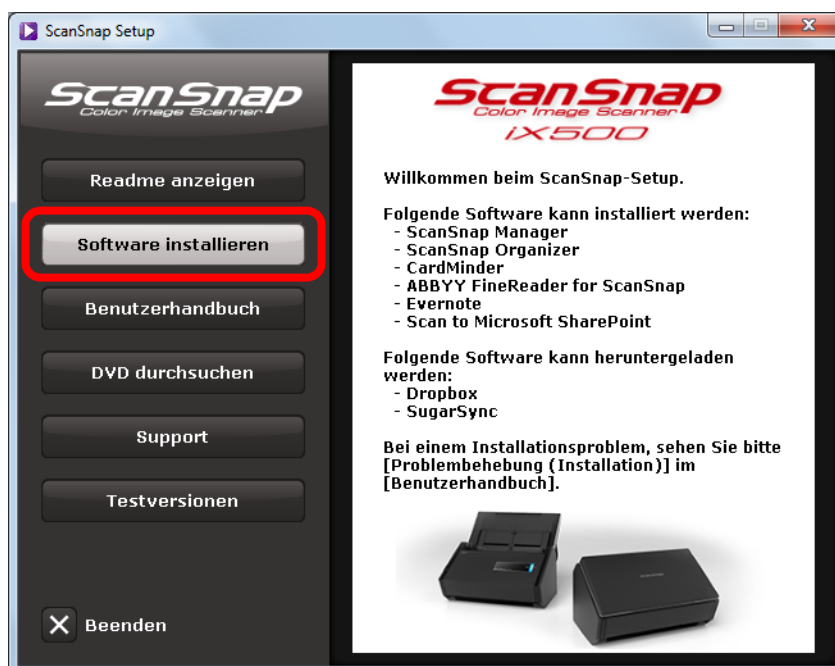 ScanSnap Setup
ScanSnap
Color Image Scanner
Readme anzeigen
Software installieren
Benutzerhandbuch
DVD durchsuchen
Support
Testversionen
Beenden
ScanSnap
Color Image Scanner
iX500
Willkommen beim ScanSnap-Setup.
Folgende Software kann installiert werden:
- ScanSnap Manager
- ScanSnap Organizer
- CardMinder
- ABBYY FineReader for ScanSnap
- Evernote
- Scan to Microsoft SharePoint
Folgende Software kann heruntergeladen
werden:
- Dropbox
- SugarSync
Bei einem Installationsproblem, sehen Sie bitte
[Problembehebung (Installation)] im
[Benutzerhandbuch].